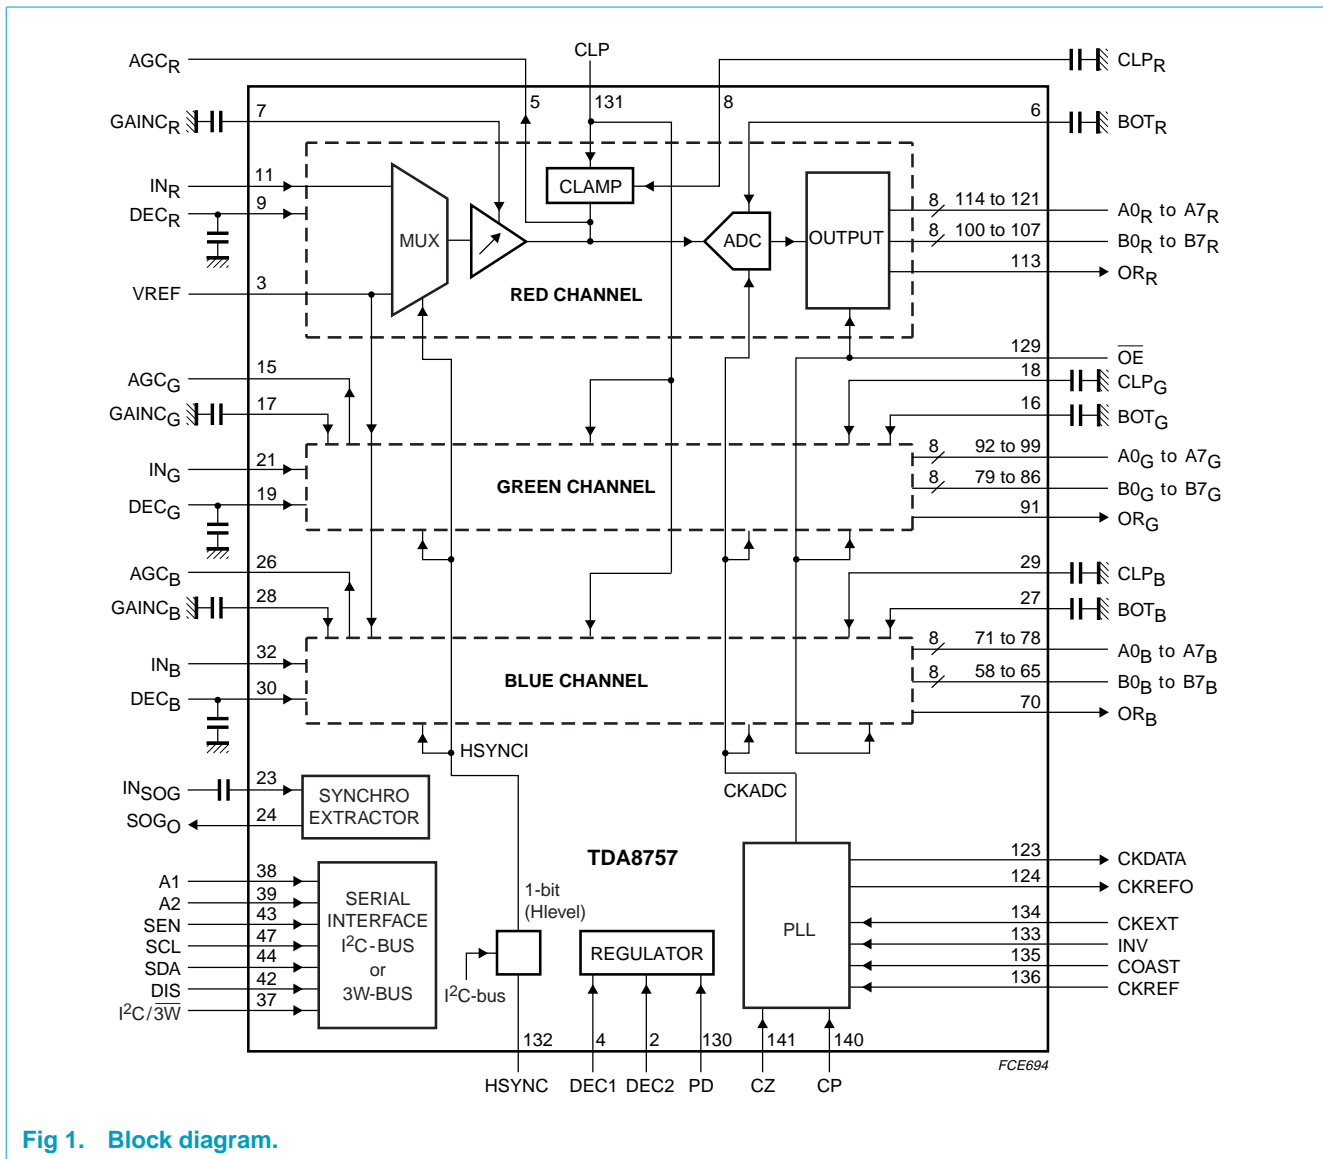 CLP
AGCR
CLPR
7
5
131
8
6
GAINCR
BOTR
CLAMP
INR
11
DECR
9
MUX
ADC
OUTPUT
8
114 to 121
A0R to A7R
8
100 to 107
B0R to B7R
113
ORR
VREF
3
RED CHANNEL
129
OE
AGCG
15
18
CLPG
GAINCG
17
16
BOTG
ING
21
8
92 to 99
A0G to A7G
GREEN CHANNEL
DECG
19
8
79 to 86
B0G to B7G
91
ORG
AGCB
26
29
CLPB
GAINCB
28
27
BOTB
INB
32
8
71 to 78
A0B to A7B
BLUE CHANNEL
DECB
30
8
58 to 65
B0B to B7B
70
ORB
HSYNCI
CKADC
INSOG
23
SYNCHRO
EXTRACTOR
SOGO
24
TDA8757
A1
38
A2
39
SEN
43
SCL
47
SDA
44
DIS
42
I2C/3W
37
SERIAL
INTERFACE
I2C-BUS
or
3W-BUS
1-bit
(Hlevel)
I2C-bus
REGULATOR
PLL
123
CKDATA
124
CKREFO
134
CKEXT
133
INV
135
COAST
136
CKREF
132
4
2
130
141
140
FCE694
HSYNC
DEC1
DEC2
PD
CZ
CP
Fig 1. Block diagram.